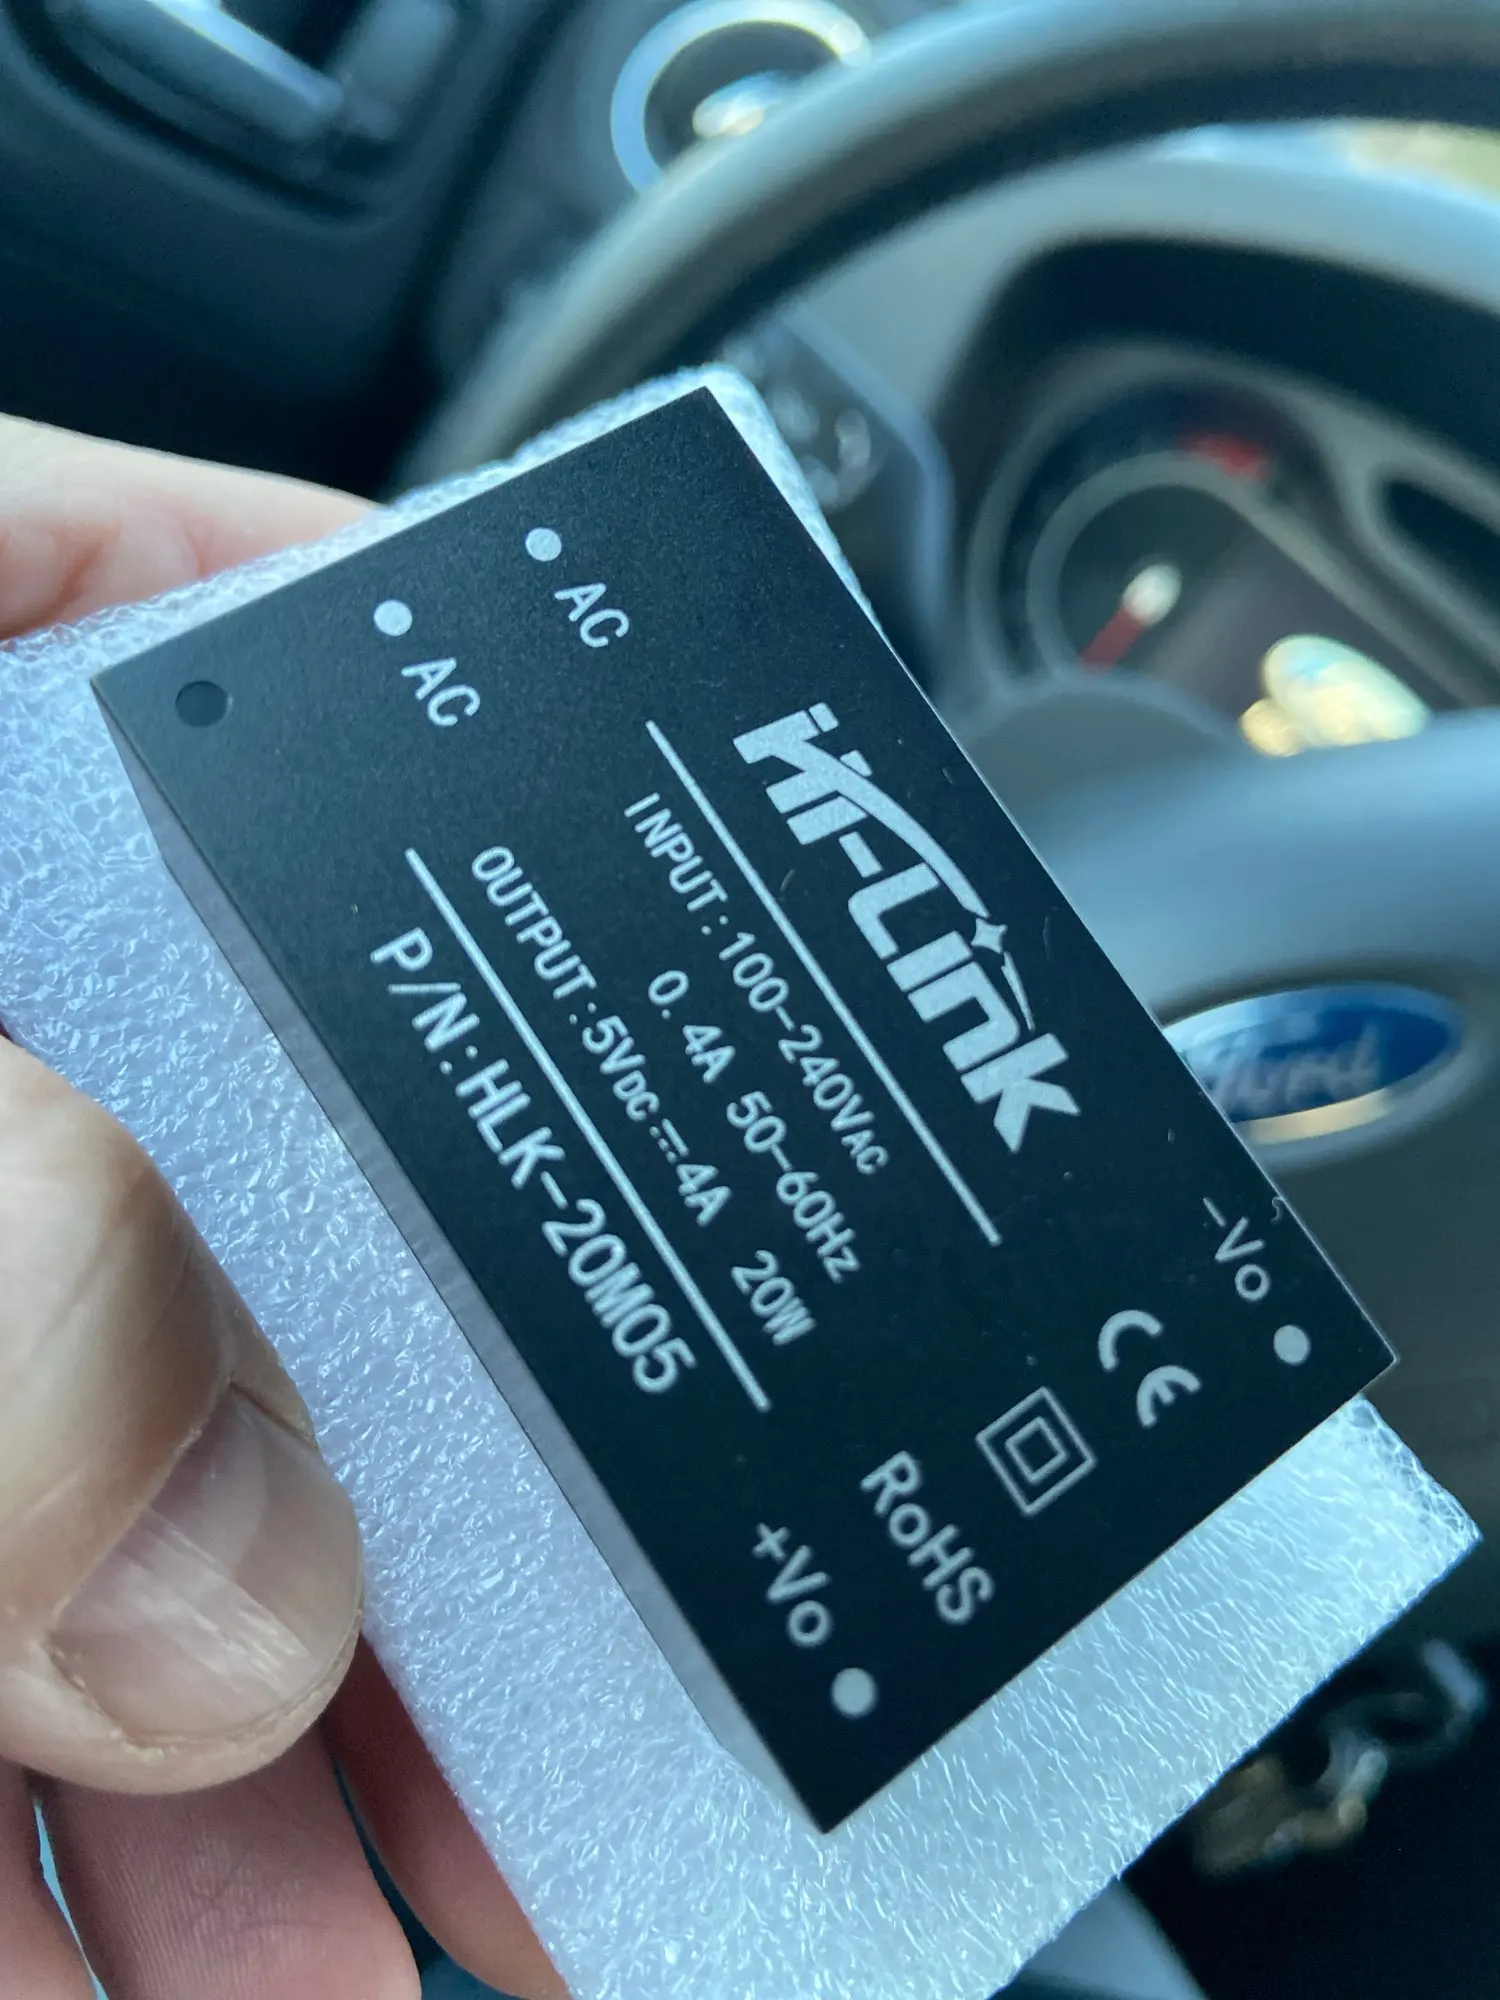 AC
AC
Hi-Link
INPUT:100-240VAC
0.4A 50-60Hz
OUTPUT:5VDC⎓4A 20W
P/N:HLK-20M05
-Vo
CE
RoHS
+Vo
Ford